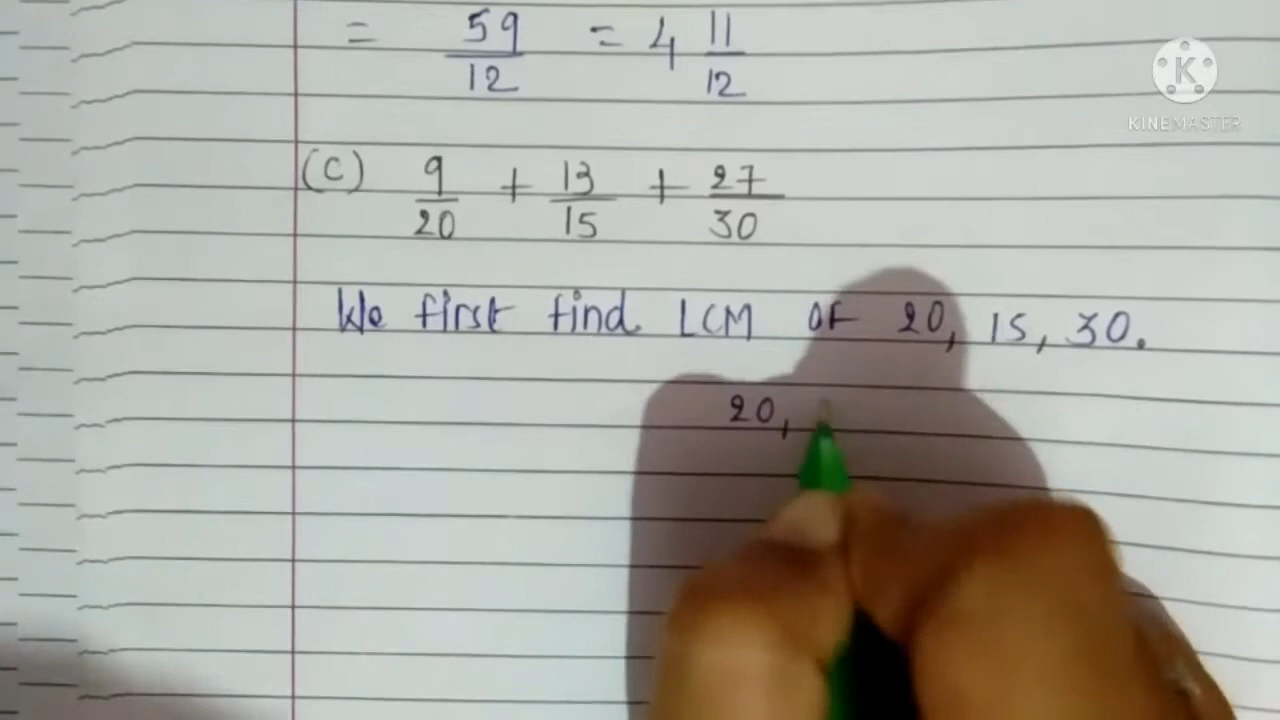 = 59/12 = 4 11/12
(C) 9/20 + 13/15 + 27/30
We first find LCM OF 20, 15, 30.
20,
K
KINEMASTER